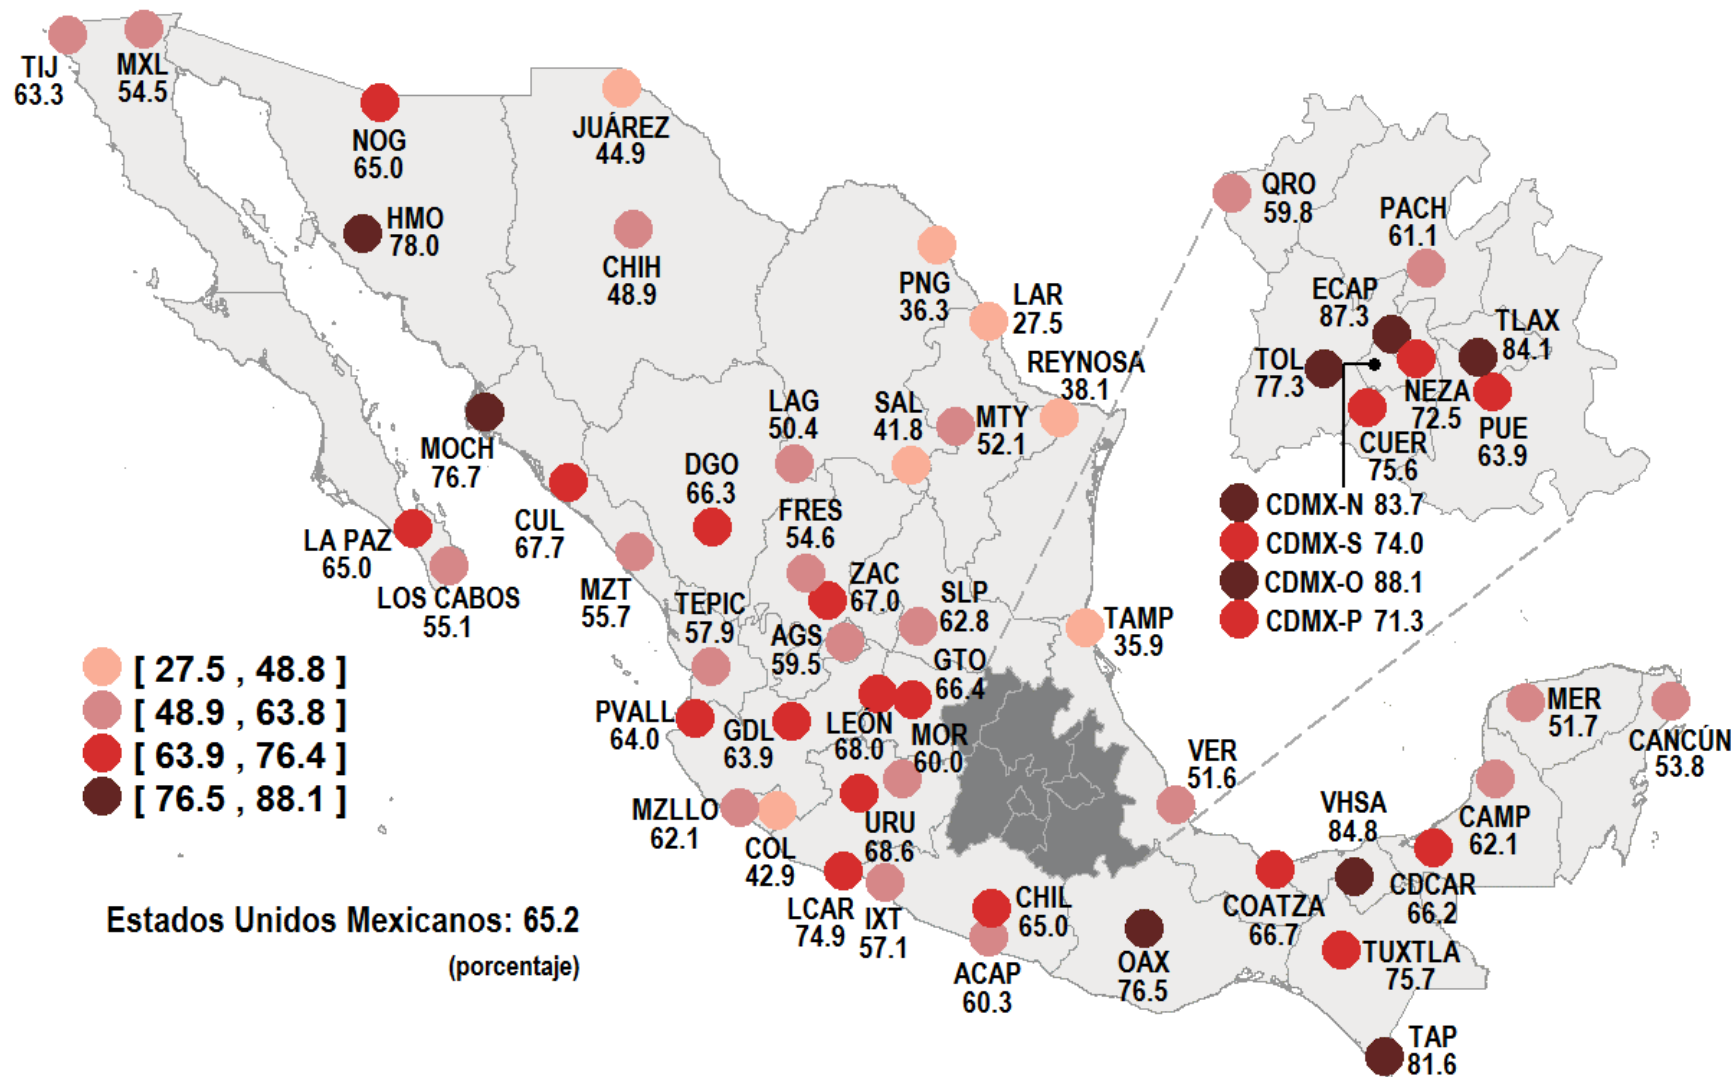 TIJ
63.3
MXL
54.5
NOG
65.0
HMO
78.0
JUÁREZ
44.9
CHIH
48.9
PNG
36.3
LAR
27.5
REYNOSA
38.1
LAG
50.4
SAL
41.8
MTY
52.1
MOCH
76.7
CUL
67.7
DGO
66.3
FRES
54.6
LA PAZ
65.0
LOS CABOS
55.1
MZT
55.7
TEPIC
57.9
ZAC
67.0
AGS
59.5
SLP
62.8
TAMP
35.9
GTO
66.4
PVALL
64.0
GDL
63.9
LEÓN
68.0
MOR
60.0
MZLLO
62.1
COL
42.9
URU
68.6
LCAR
74.9
IXT
57.1
CHIL
65.0
ACAP
60.3
OAX
76.5
VER
51.6
COATZA
66.7
VHSA
84.8
CDCAR
66.2
CAMP
62.1
MER
51.7
CANCÚN
53.8
TUXTLA
75.7
TAP
81.6
QRO
59.8
PACH
61.1
ECAP
87.3
TLAX
84.1
TOL
77.3
NEZA
72.5
CUER
75.6
PUE
63.9
CDMX-N 83.7
CDMX-S 74.0
CDMX-O 88.1
CDMX-P 71.3
[ 27.5 , 48.8 ]
[ 48.9 , 63.8 ]
[ 63.9 , 76.4 ]
[ 76.5 , 88.1 ]
Estados Unidos Mexicanos: 65.2
(porcentaje)